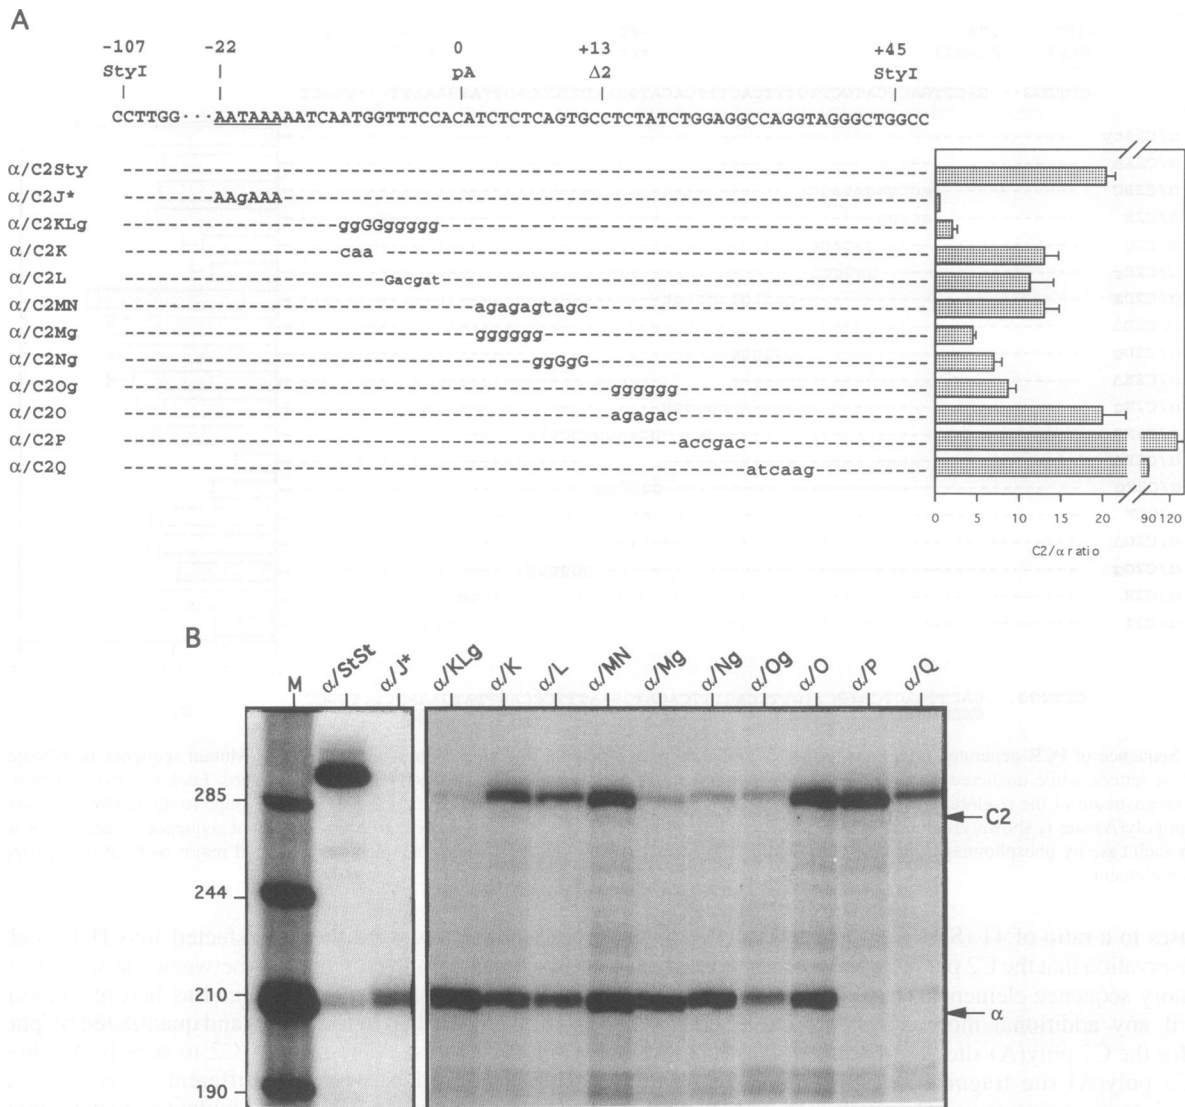 A
-107 -22 0 +13 +45
StyI | pA Δ2 StyI
CCTTGG···AATAAAAATCAATGGTTTCCACATCTCTCAGTGCCTCTATCTGGAGGCCAGGTAGGGCTGGCC
α/C2Sty
α/C2J* AAgAAA
α/C2KLg ggGGggggg
α/C2K caa
α/C2L Gacgat
α/C2MN agagagtagc
α/C2Mg gggggg
α/C2Ng ggGgG
α/C2Og gggggg
α/C2O agagac
α/C2P accgac
α/C2Q atcaag
0 5 10 15 20 90 120
C2/α ratio
B
M α/StSt α/J* α/KLg α/K α/L α/MN α/Mg α/Ng α/Og α/O α/P α/Q
285
C2
244
210
α
190